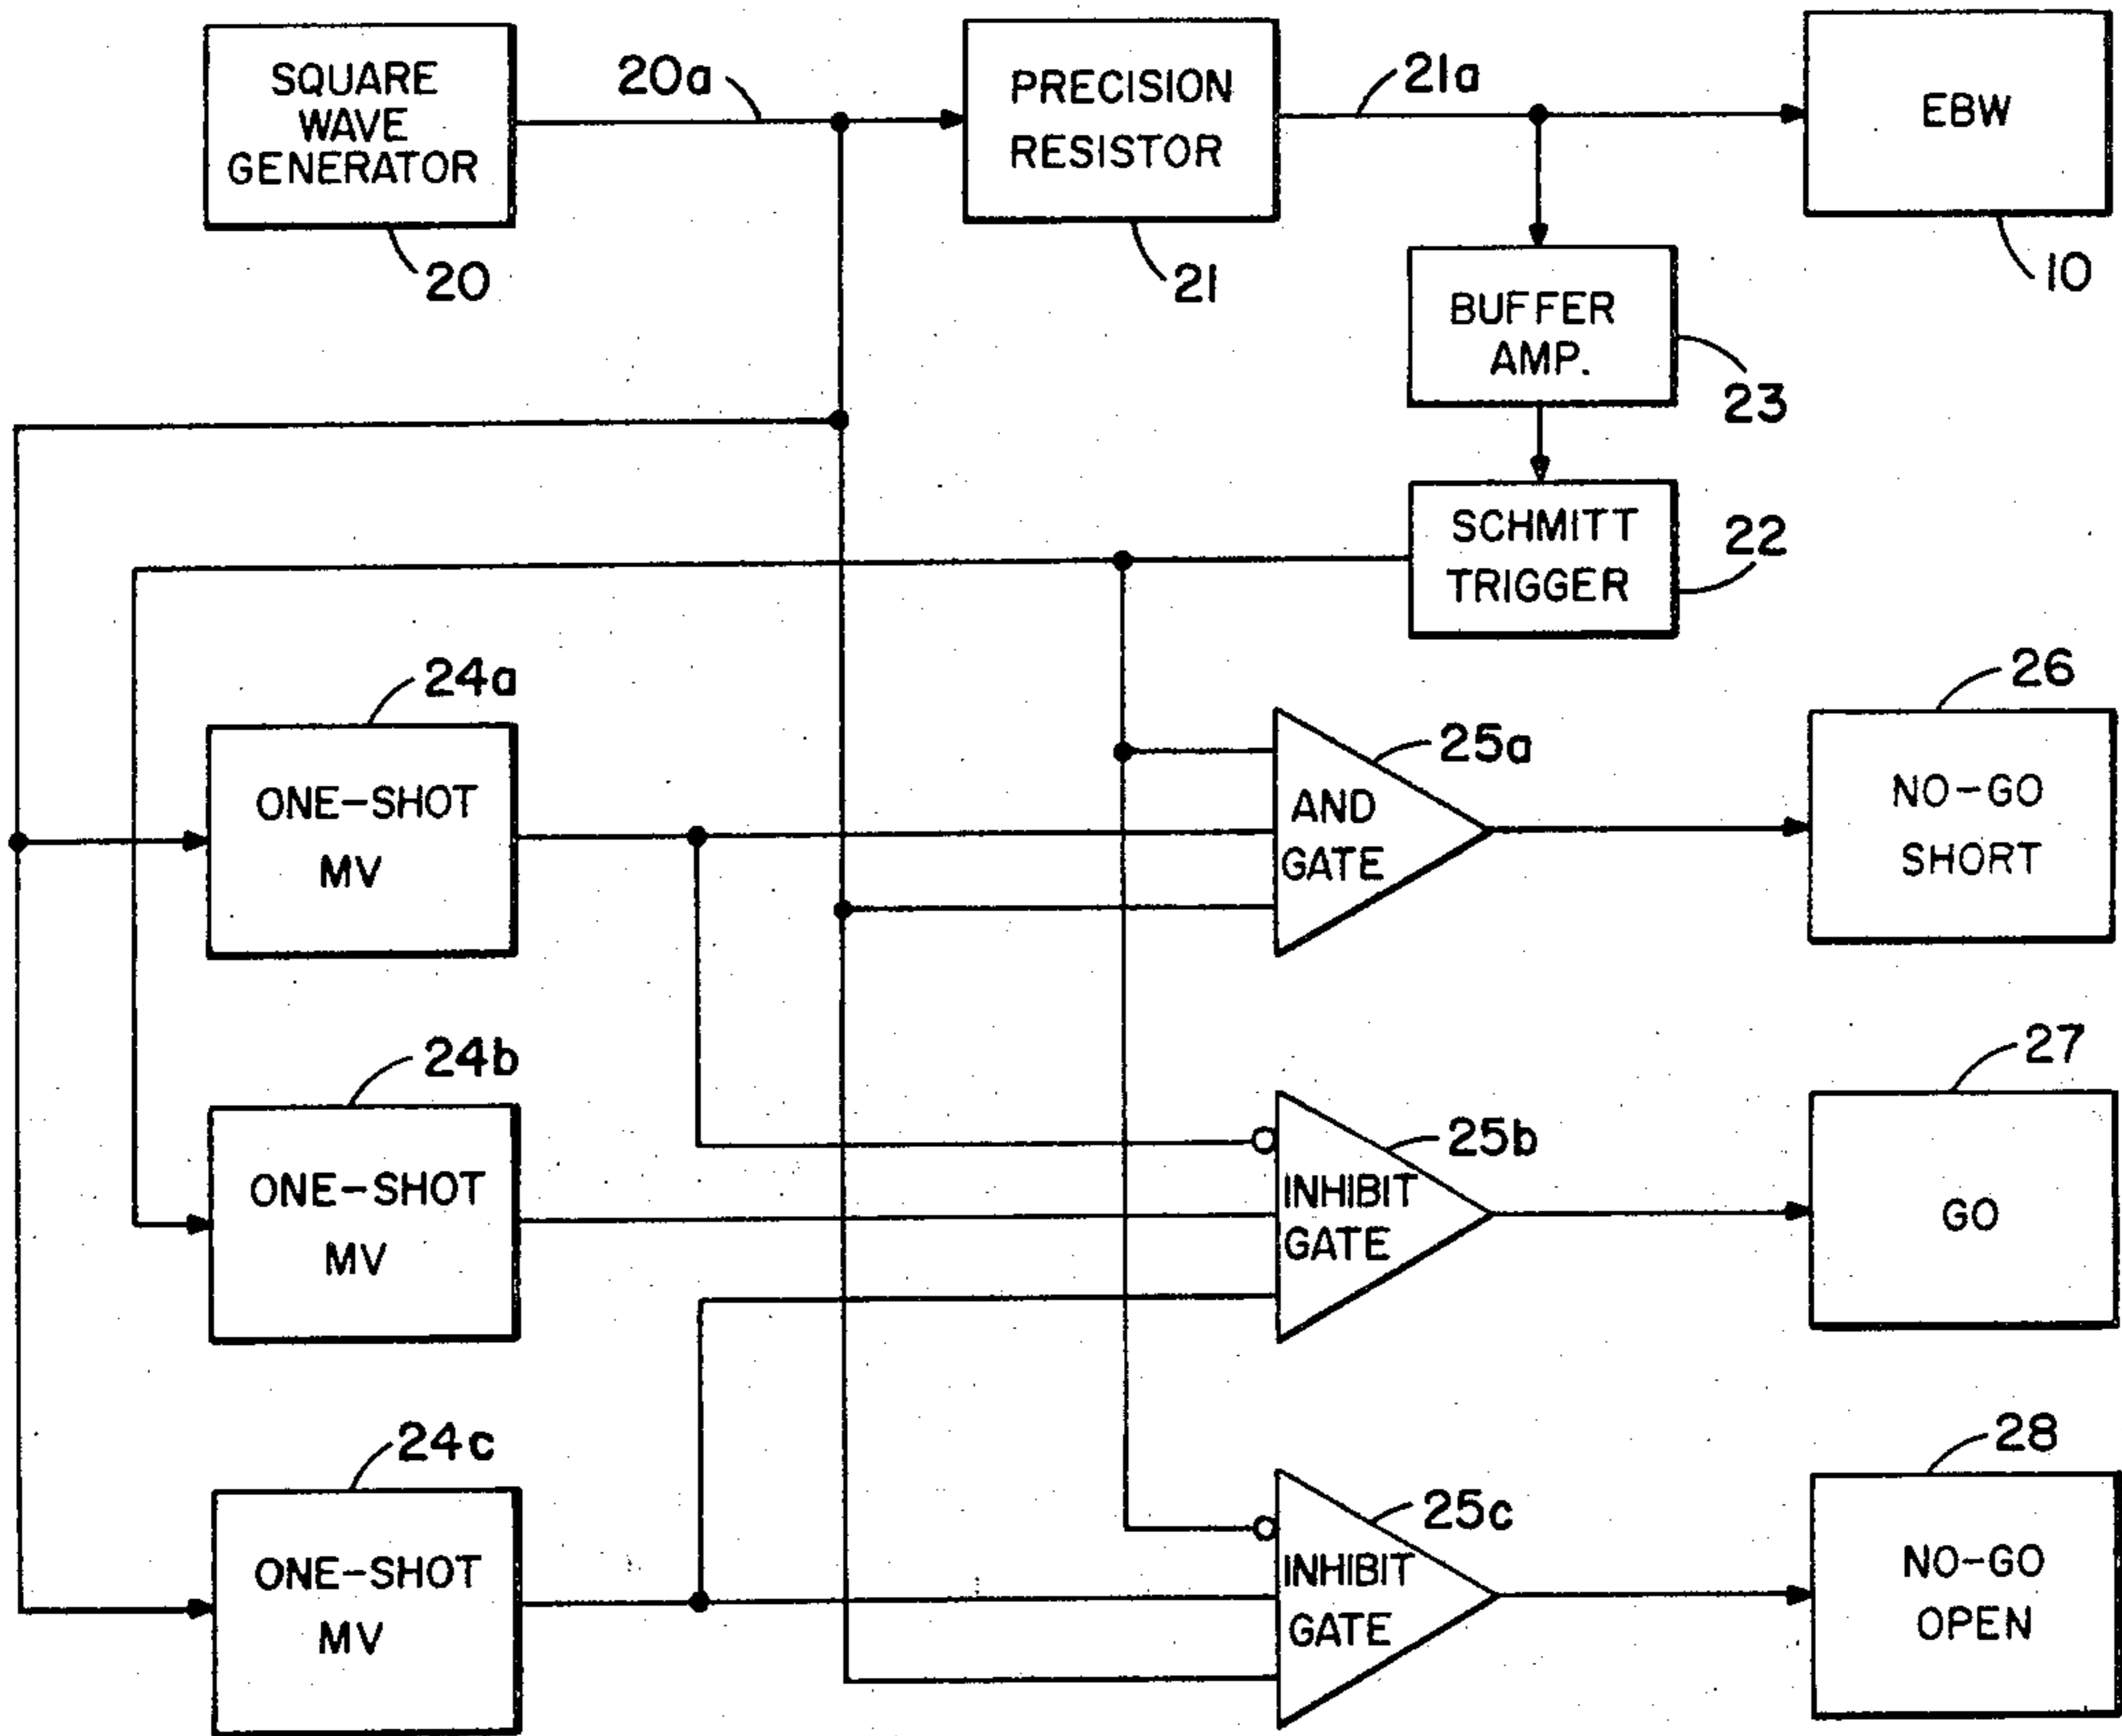 SQUARE
WAVE
GENERATOR
20
20a
PRECISION
RESISTOR
21
21a
EBW
10
BUFFER
AMP.
23
SCHMITT
TRIGGER
22
24a
ONE-SHOT
MV
25a
AND
GATE
26
NO-GO
SHORT
24b
ONE-SHOT
MV
25b
INHIBIT
GATE
27
GO
24c
ONE-SHOT
MV
25c
INHIBIT
GATE
28
NO-GO
OPEN